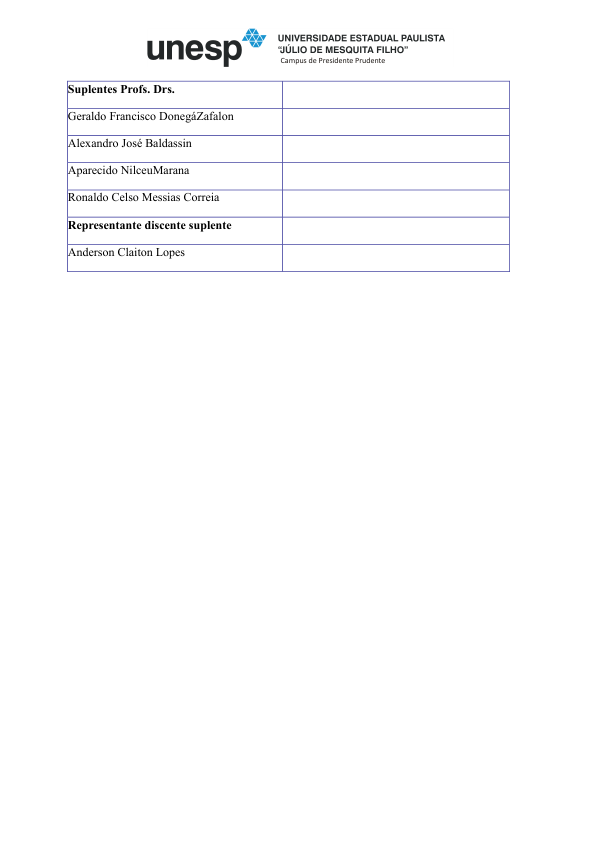 unesp
UNIVERSIDADE ESTADUAL PAULISTA
“JÚLIO DE MESQUITA FILHO”
Campus de Presidente Prudente
Suplentes Profs. Drs.
Geraldo Francisco DonegáZafalon
Alexandro José Baldassin
Aparecido NilceuMarana
Ronaldo Celso Messias Correia
Representante discente suplente
Anderson Claiton Lopes